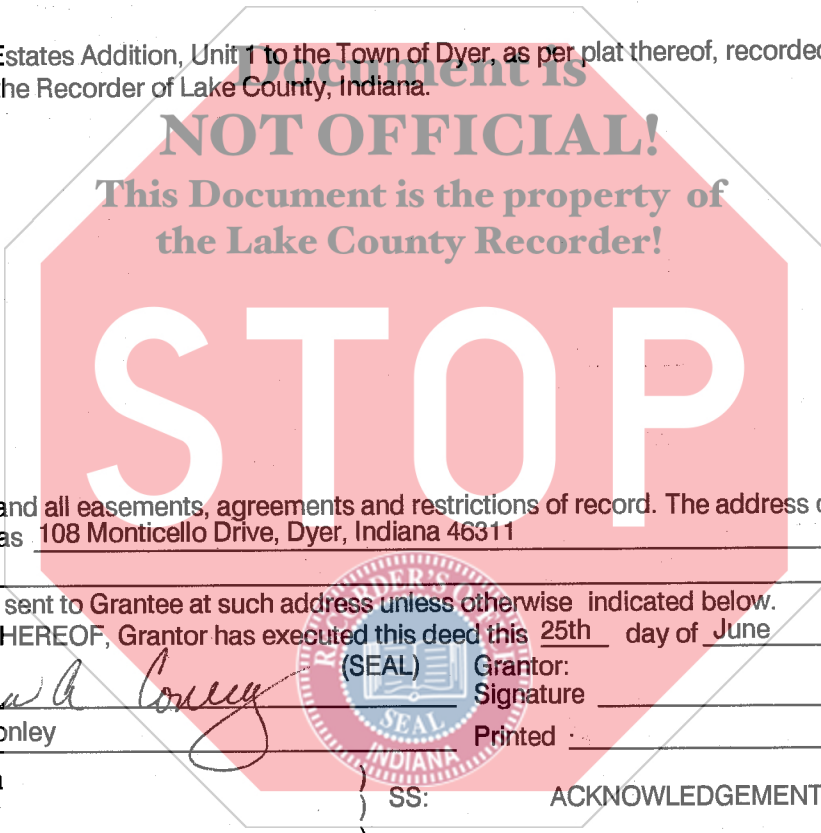 Estates Addition, Unit 1 to the Town of Dyer, as per plat thereof, recorded
the Recorder of Lake County, Indiana.
Document is
NOT OFFICIAL!
This Document is the property of
the Lake County Recorder!
STOP
and all easements, agreements and restrictions of record. The address o
as 108 Monticello Drive, Dyer, Indiana 46311
sent to Grantee at such address unless otherwise indicated below.
HEREOF, Grantor has executed this deed this 25th day of June
(SEAL) Grantor:
A Conley Signature
onley Printed
RECORDER'S OFFICE
SEAL
INDIANA
SS: ACKNOWLEDGEMENT